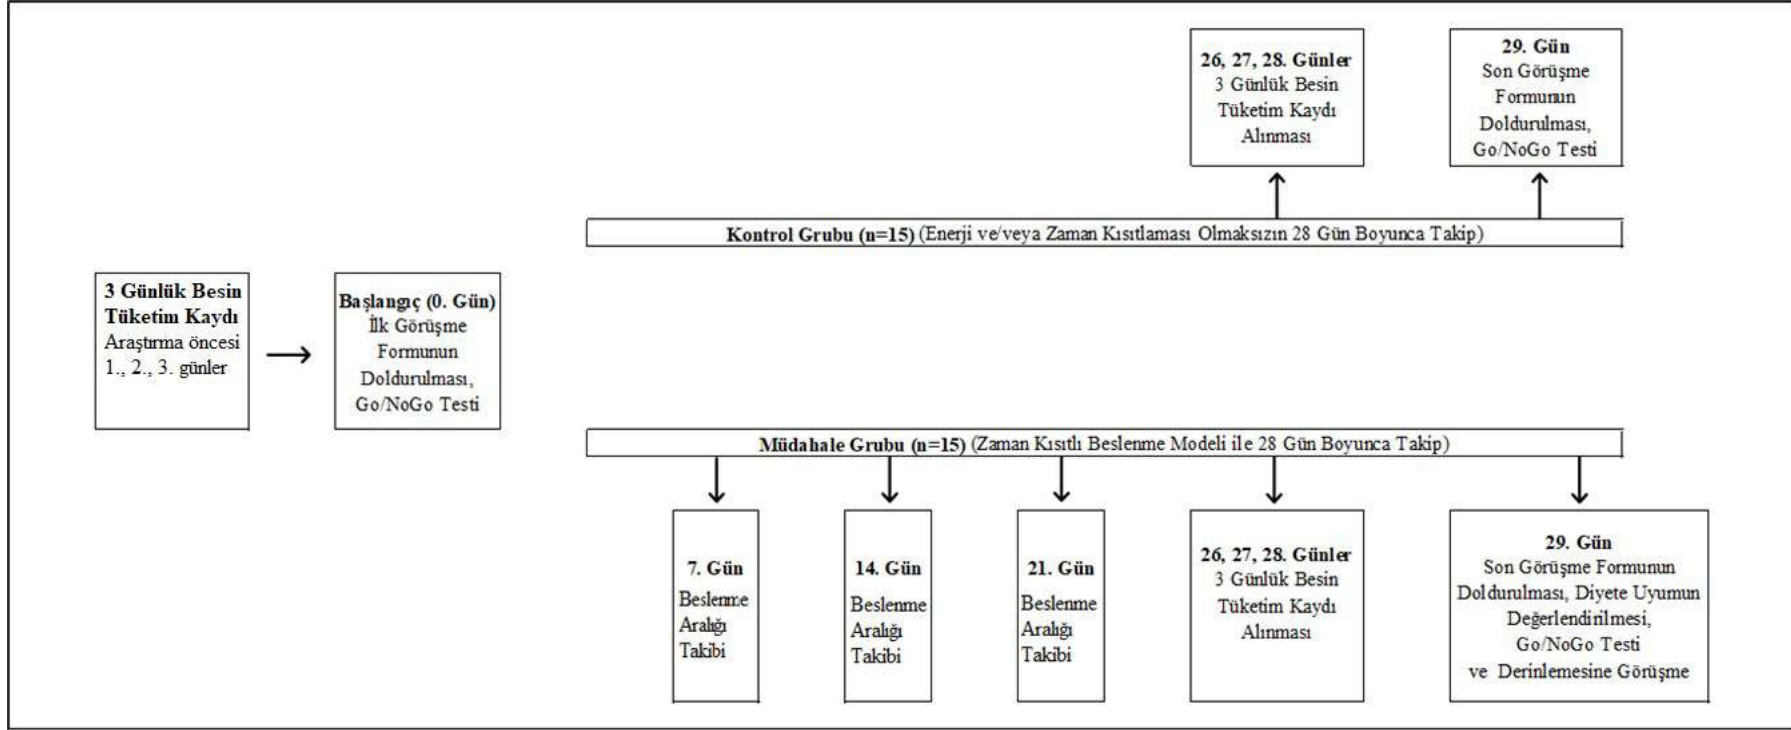 3 Günlük Besin
Tüketim Kaydı
Araştırma öncesi
1., 2., 3. günler
Başlangıç (0. Gün)
İlk Görüşme
Formunun
Doldurulması,
Go/NoGo Testi
26, 27, 28. Günler
3 Günlük Besin
Tüketim Kaydı
Alınması
29. Gün
Son Görüşme
Formunun
Doldurulması,
Go/NoGo Testi
Kontrol Grubu (n=15) (Enerji ve/veya Zaman Kısıtlaması Olmaksızın 28 Gün Boyunca Takip)
Müdahale Grubu (n=15) (Zaman Kısıtlı Beslenme Modeli ile 28 Gün Boyunca Takip)
7. Gün
Beslenme
Aralığı
Takibi
14. Gün
Beslenme
Aralığı
Takibi
21. Gün
Beslenme
Aralığı
Takibi
26, 27, 28. Günler
3 Günlük Besin
Tüketim Kaydı
Alınması
29. Gün
Son Görüşme Formunun
Doldurulması, Diyete Uyumun
Değerlendirilmesi,
Go/NoGo Testi
ve Derinlemesine Görüşme